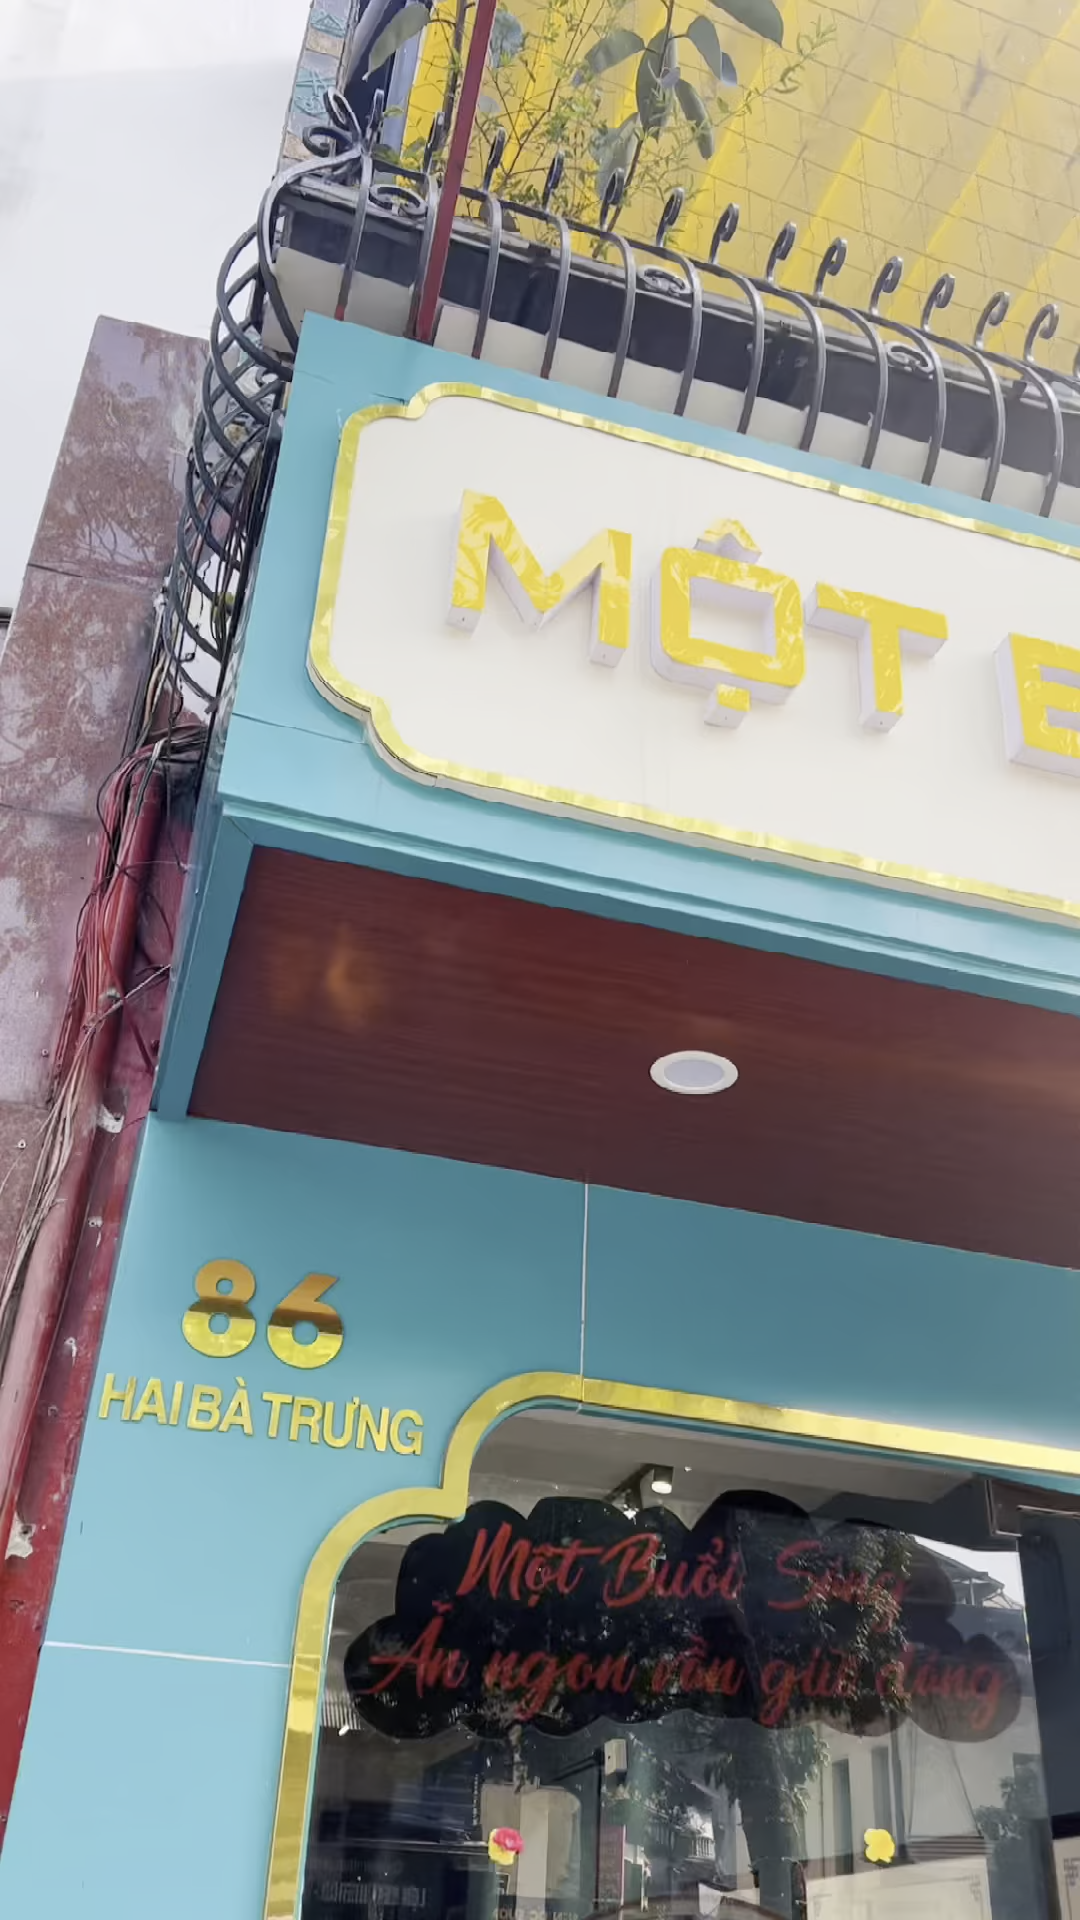 MỘT
86
HAI BÀ TRƯNG
Một Buổi Sáng
Ăn ngon vẫn giữ dáng